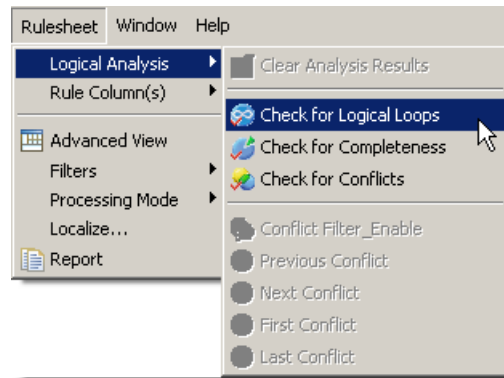 Rulesheet Window Help
Logical Analysis
Rule Column(s)
Advanced View
Filters
Processing Mode
Localize...
Report
Clear Analysis Results
Check for Logical Loops
Check for Completeness
Check for Conflicts
Conflict Filter_Enable
Previous Conflict
Next Conflict
First Conflict
Last Conflict